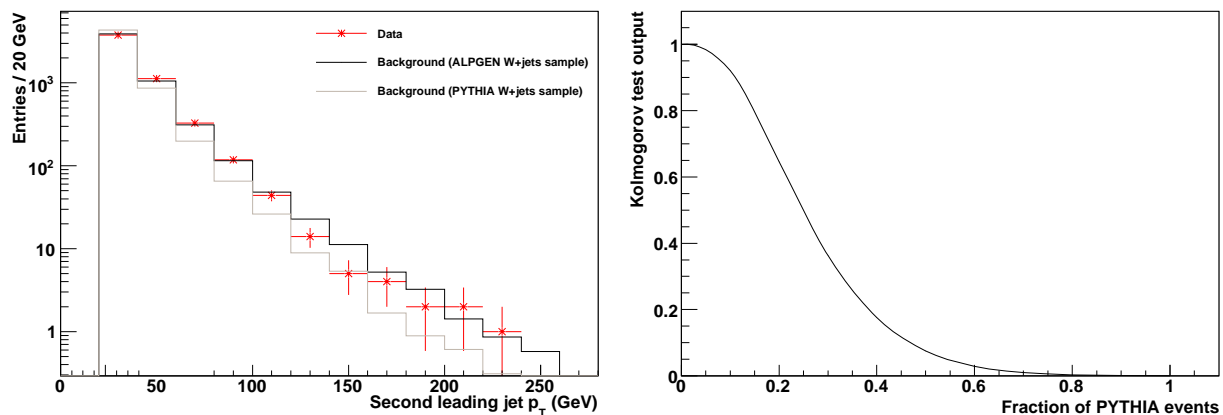 Entries / 20 GeV
10³
10²
10
1
Data
Background (ALPGEN W+jets sample)
Background (PYTHIA W+jets sample)
0 50 100 150 200 250
Second leading jet p_T (GeV)
Kolmogorov test output
1
0.8
0.6
0.4
0.2
0
0 0.2 0.4 0.6 0.8 1
Fraction of PYTHIA events